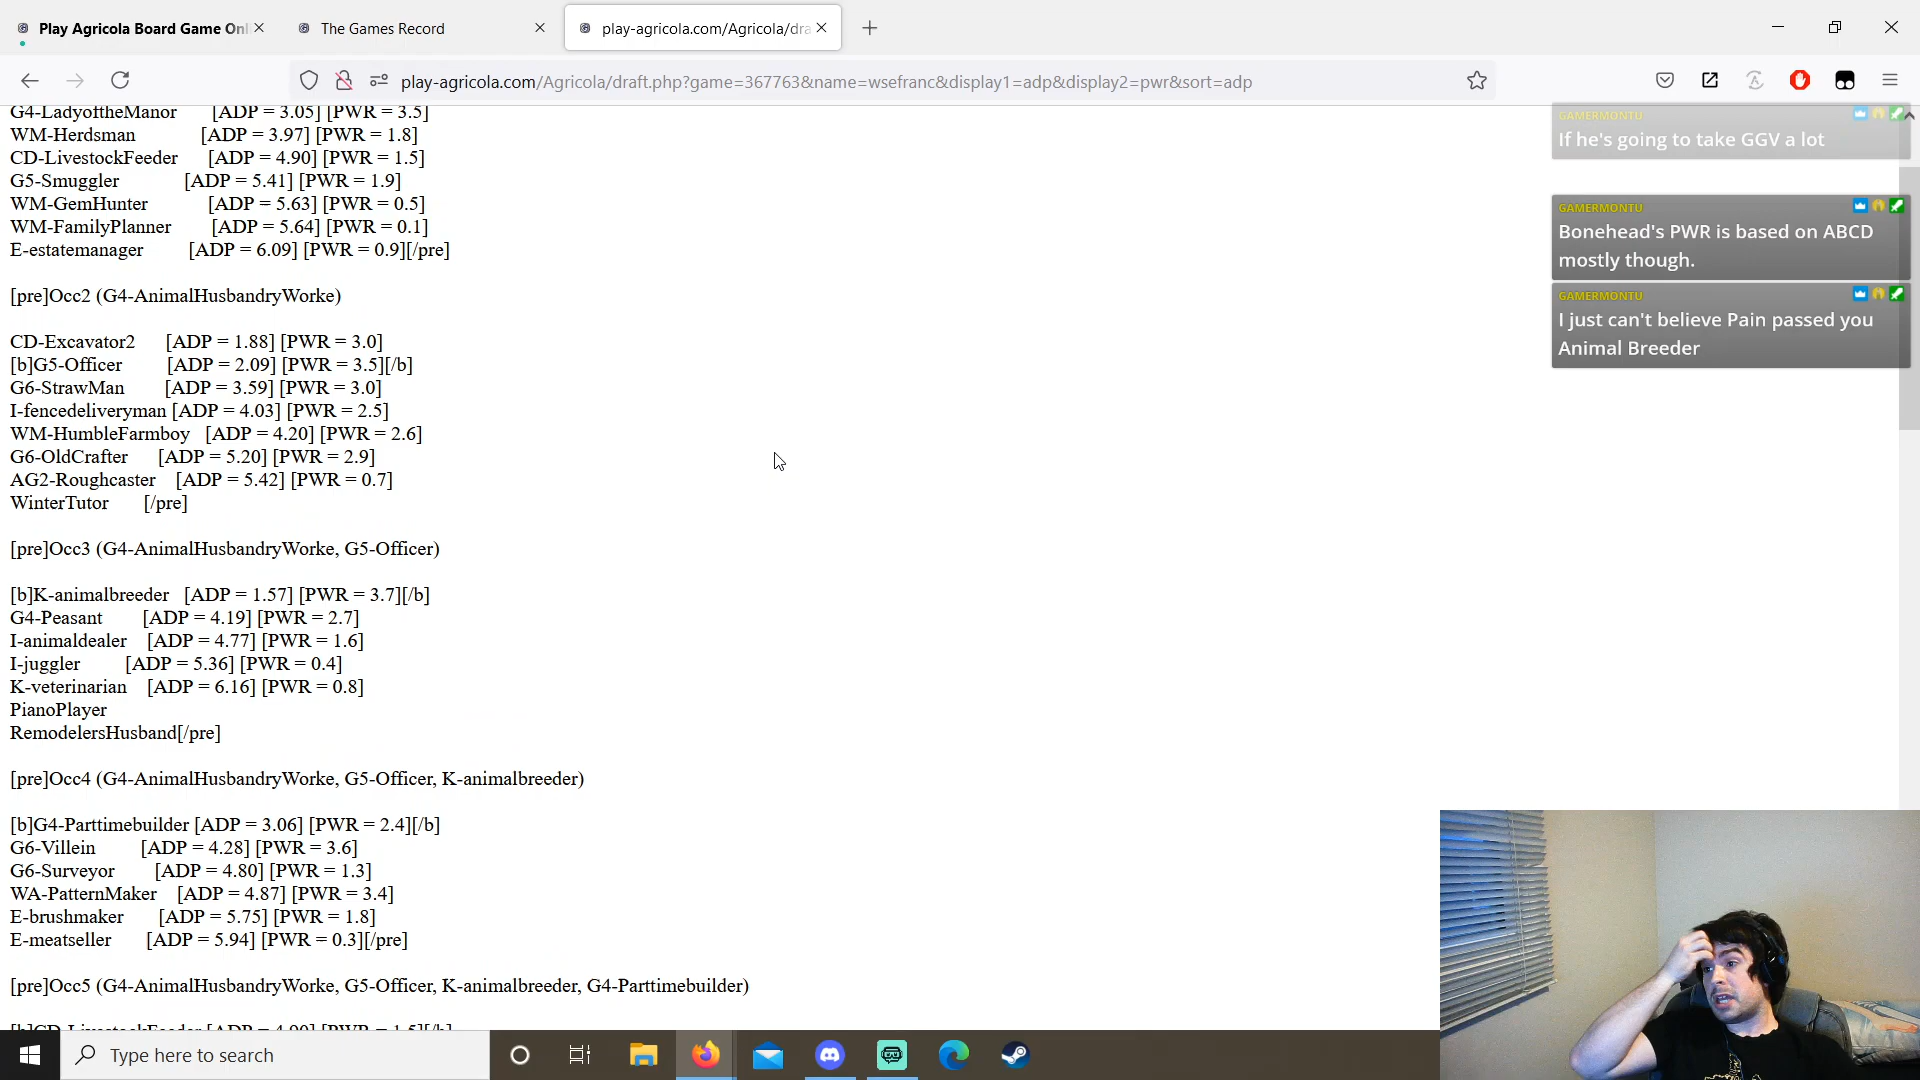 Play Agricola Board Game Onl
The Games Record
play-agricola.com/Agricola/dra
play-agricola.com/Agricola/draft.php?game=367763&name=wsefranc&display1=adp&display2=pwr&sort=adp
G4-LadyoftheManor [ADP = 3.05] [PWR = 3.5]
WM-Herdsman [ADP = 3.97] [PWR = 1.8]
CD-LivestockFeeder [ADP = 4.90] [PWR = 1.5]
G5-Smuggler [ADP = 5.41] [PWR = 1.9]
WM-GemHunter [ADP = 5.63] [PWR = 0.5]
WM-FamilyPlanner [ADP = 5.64] [PWR = 0.1]
E-estatemanager [ADP = 6.09] [PWR = 0.9][/pre]
[pre]Occ2 (G4-AnimalHusbandryWorke)
CD-Excavator2 [ADP = 1.88] [PWR = 3.0]
[b]G5-Officer [ADP = 2.09] [PWR = 3.5][/b]
G6-StrawMan [ADP = 3.59] [PWR = 3.0]
I-fencedeliveryman [ADP = 4.03] [PWR = 2.5]
WM-HumbleFarmboy [ADP = 4.20] [PWR = 2.6]
G6-OldCrafter [ADP = 5.20] [PWR = 2.9]
AG2-Roughcaster [ADP = 5.42] [PWR = 0.7]
WinterTutor [/pre]
[pre]Occ3 (G4-AnimalHusbandryWorke, G5-Officer)
[b]K-animalbreeder [ADP = 1.57] [PWR = 3.7][/b]
G4-Peasant [ADP = 4.19] [PWR = 2.7]
I-animaldealer [ADP = 4.77] [PWR = 1.6]
I-juggler [ADP = 5.36] [PWR = 0.4]
K-veterinarian [ADP = 6.16] [PWR = 0.8]
PianoPlayer
RemodelersHusband[/pre]
[pre]Occ4 (G4-AnimalHusbandryWorke, G5-Officer, K-animalbreeder)
[b]G4-Parttimebuilder [ADP = 3.06] [PWR = 2.4][/b]
G6-Villein [ADP = 4.28] [PWR = 3.6]
G6-Surveyor [ADP = 4.80] [PWR = 1.3]
WA-PatternMaker [ADP = 4.87] [PWR = 3.4]
E-brushmaker [ADP = 5.75] [PWR = 1.8]
E-meatseller [ADP = 5.94] [PWR = 0.3][/pre]
[pre]Occ5 (G4-AnimalHusbandryWorke, G5-Officer, K-animalbreeder, G4-Parttimebuilder)
[b]CD-LivestockFeeder [ADP = 4.90] [PWR = 1.5][/b]
GAMERMONTU
If he's going to take GGV a lot
GAMERMONTU
Bonehead's PWR is based on ABCD
mostly though.
GAMERMONTU
I just can't believe Pain passed you
Animal Breeder
Type here to search